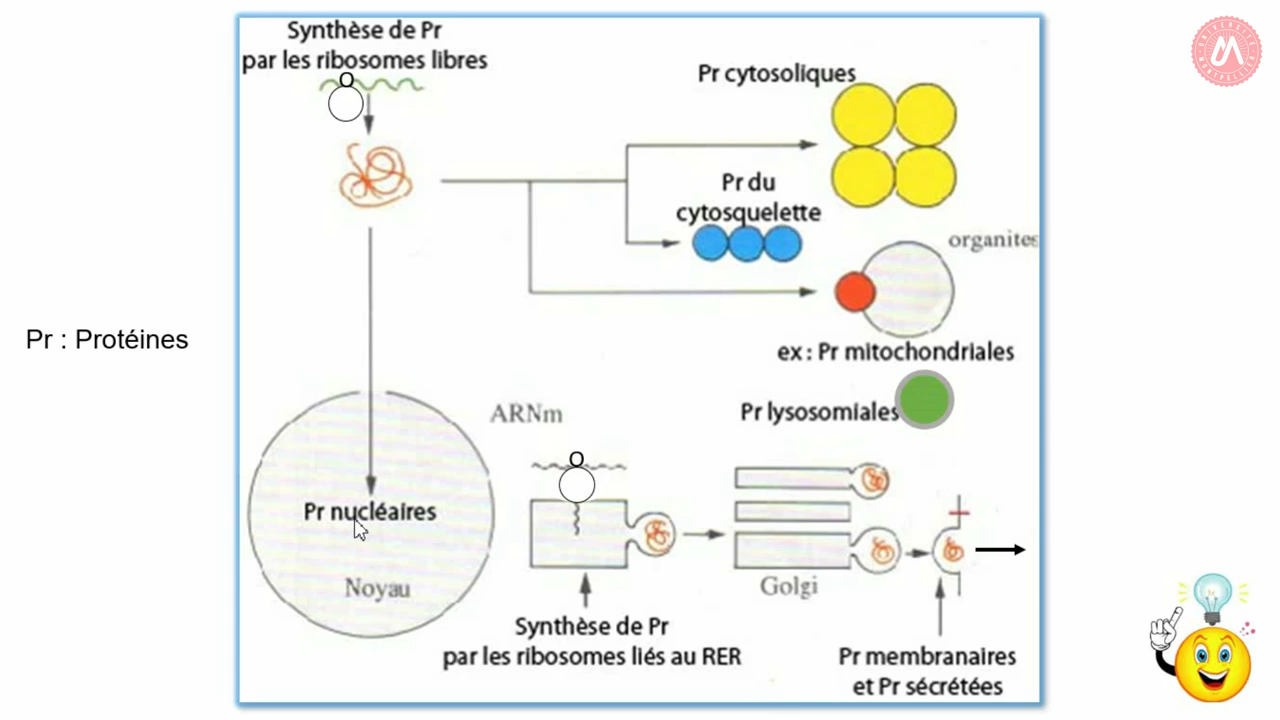 Synthèse de Pr
par les ribosomes libres
Pr cytosoliques
Pr du
cytosquelette
organites
ex : Pr mitochondriales
Pr : Protéines
Pr lysosomiales
ARNm
Pr nucléaires
Noyau
Golgi
Synthèse de Pr
par les ribosomes liés au RER
Pr membranaires
et Pr sécrétées
UNIVERSITÉ
MONTPELLIER